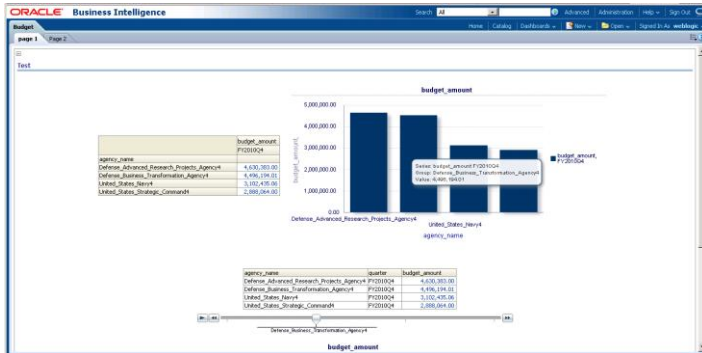 ORACLE Business Intelligence
Search All Advanced Administration Help Sign Out
Budget
Home Catalog Dashboards New Open Signed In As weblogic
page 1 Page 2
Test
budget_amount
budget_amount
FY2010Q4
agency_name
Defense_Advanced_Research_Projects_Agency4 4,630,383.00
Defense_Business_Transformation_Agency4 4,496,194.01
United_States_Navy4 3,102,435.06
United_States_Strategic_Command4 2,888,064.00
budget_amount,
5,000,000.00
4,000,000.00
3,000,000.00
2,000,000.00
1,000,000.00
0.00
Series: budget_amount FY2010Q4
Group: Defense_Business_Transformation_Agency4
Value: 4,496,194.01
budget_amount,
FY2010Q4
Defense_Advanced_Research_Projects_Agency4
United_States_Navy4
agency_name
agency_name quarter budget_amount
Defense_Advanced_Research_Projects_Agency4 FY2010Q4 4,630,383.00
Defense_Business_Transformation_Agency4 FY2010Q4 4,496,194.01
United_States_Navy4 FY2010Q4 3,102,435.06
United_States_Strategic_Command4 FY2010Q4 2,888,064.00
Defense_Business_Transformation_Agency4
budget_amount